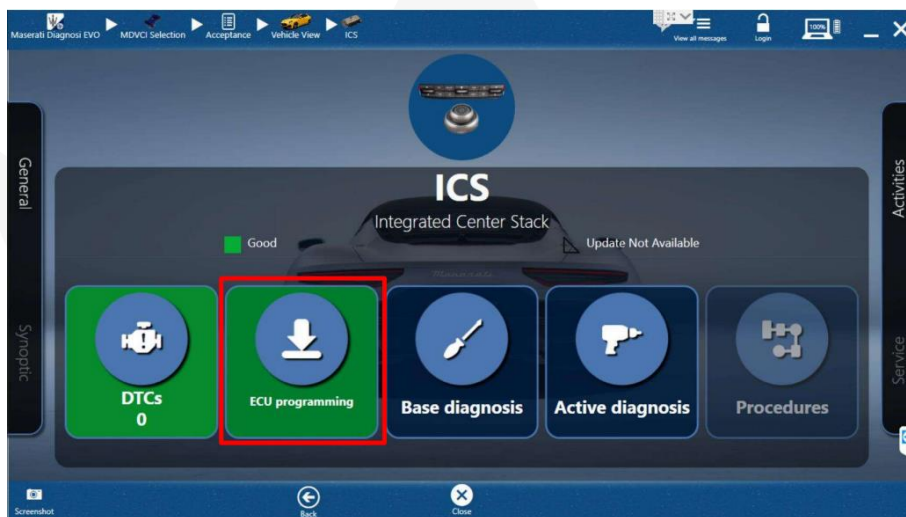 Maserati Diagnosi EVO
MDVCI Selection
Acceptance
Vehicle View
ICS
View all messages
Login
100%
General
Synoptic
Activities
Service
ICS
Integrated Center Stack
Good
Update Not Available
DTCs
0
ECU programming
Base diagnosis
Active diagnosis
Procedures
Screenshot
Back
Close